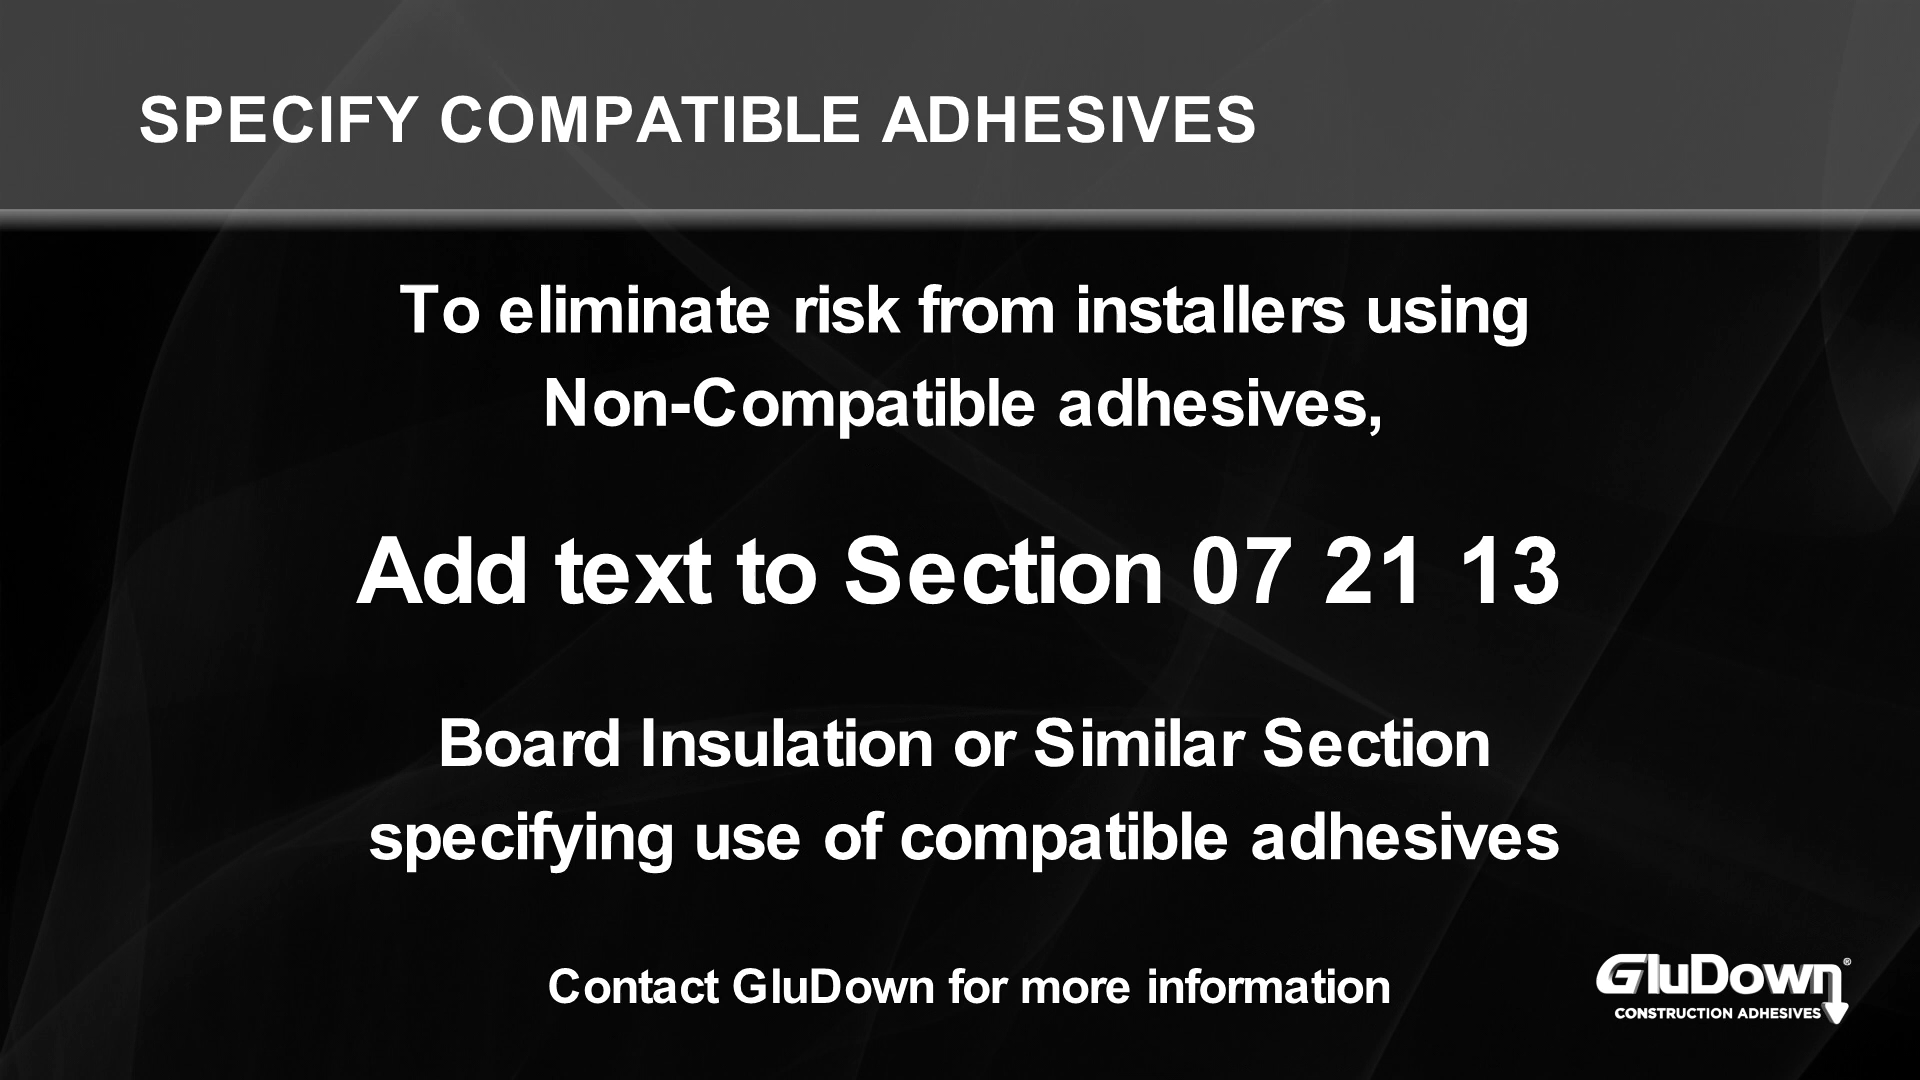 SPECIFY COMPATIBLE ADHESIVES
To eliminate risk from installers using
Non-Compatible adhesives,
Add text to Section 07 21 13
Board Insulation or Similar Section
specifying use of compatible adhesives
Contact GluDown for more information
GluDown®
CONSTRUCTION ADHESIVES